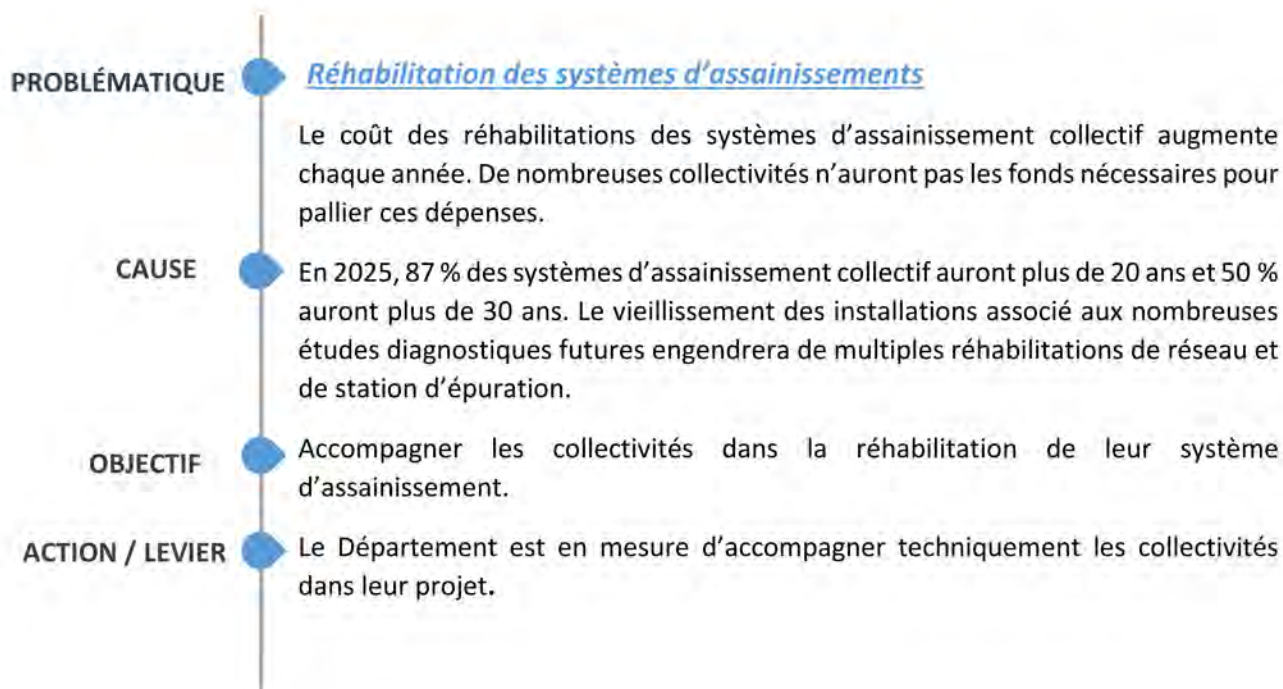 PROBLÉMATIQUE
Réhabilitation des systèmes d'assainissements
Le coût des réhabilitations des systèmes d'assainissement collectif augmente
chaque année. De nombreuses collectivités n'auront pas les fonds nécessaires pour
pallier ces dépenses.
CAUSE
En 2025, 87 % des systèmes d'assainissement collectif auront plus de 20 ans et 50 %
auront plus de 30 ans. Le vieillissement des installations associé aux nombreuses
études diagnostiques futures engendrera de multiples réhabilitations de réseau et
de station d'épuration.
OBJECTIF
Accompagner les collectivités dans la réhabilitation de leur système
d'assainissement.
ACTION / LEVIER
Le Département est en mesure d'accompagner techniquement les collectivités
dans leur projet.